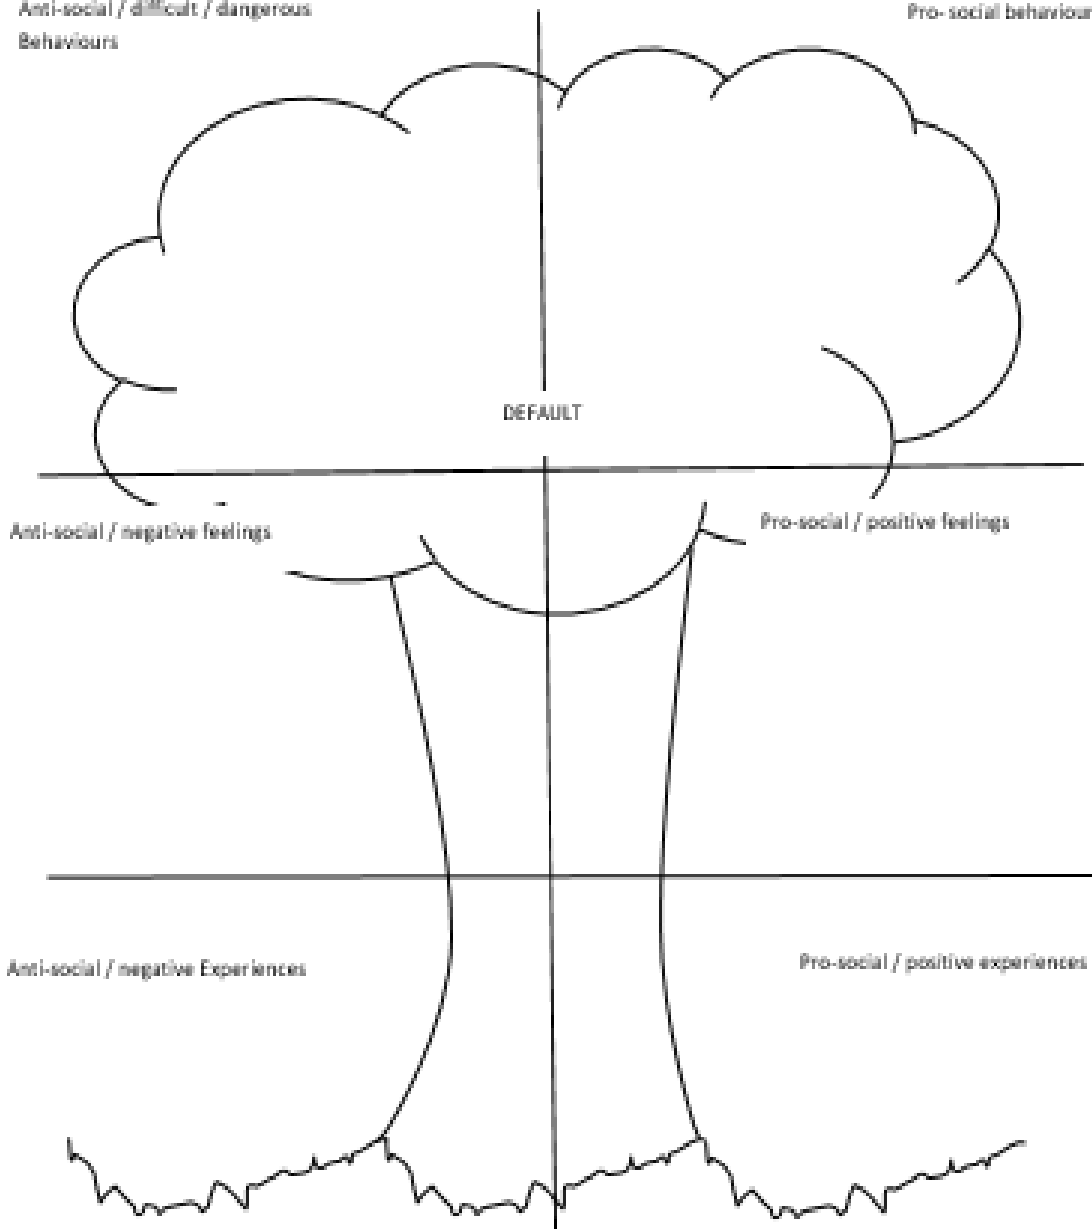 Anti-social / difficult / dangerous
Behaviours
Pro- social behaviour
DEFAULT
Anti-social / negative feelings
Pro-social / positive feelings
Anti-social / negative Experiences
Pro-social / positive experiences